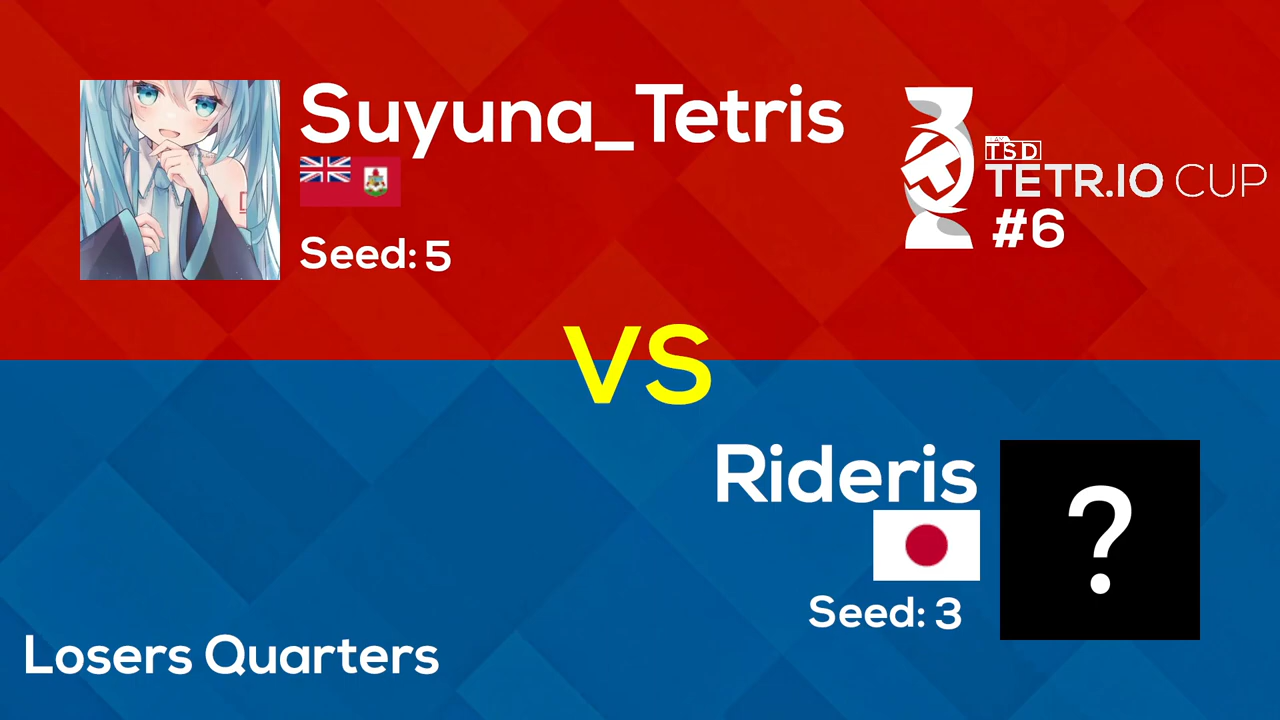 Suyuna_Tetris
Seed: 5
TSD
TETR.IO CUP
#6
VS
Rideris
?
Seed: 3
Losers Quarters